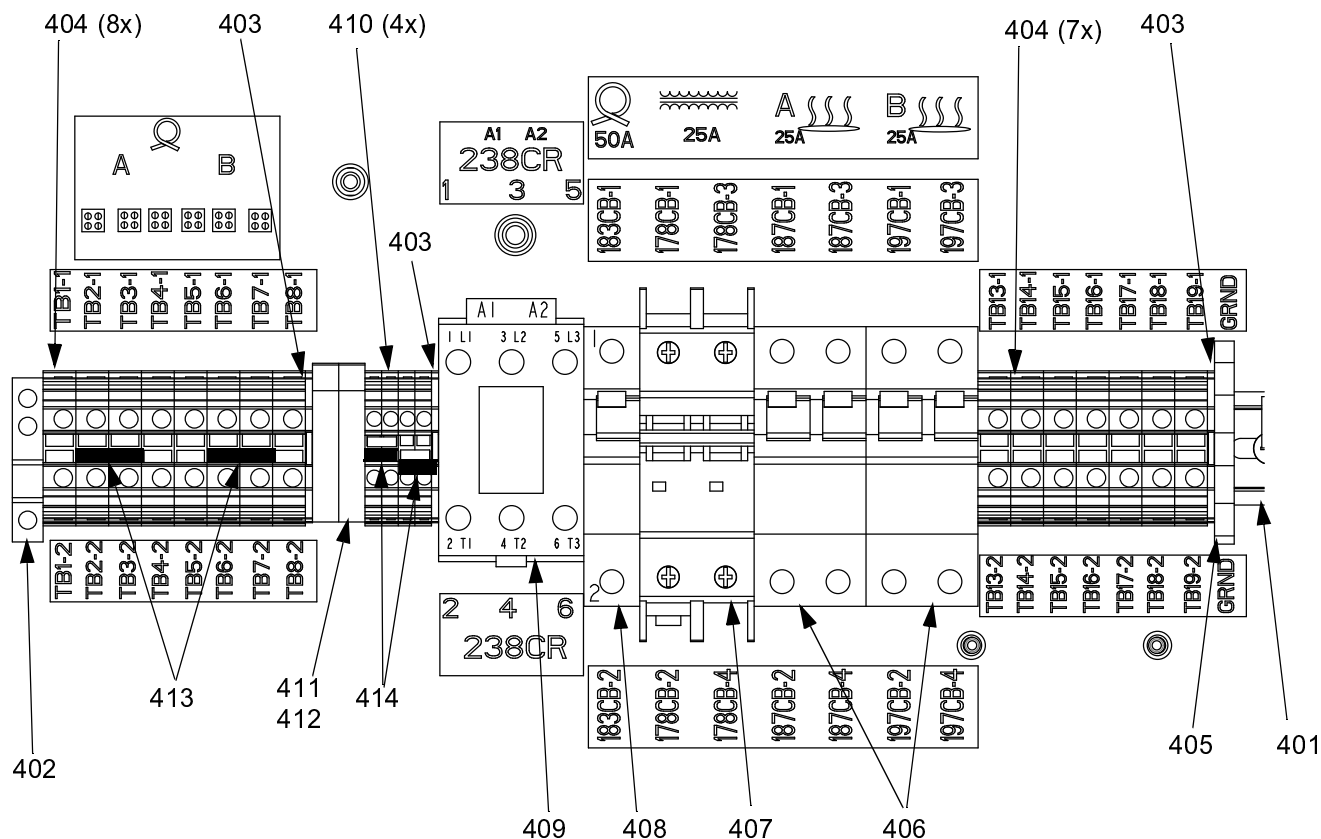 404 (8x) 403 410 (4x) 404 (7x) 403
A B
A1 A2
238CR
1 3 5
50A 25A A 25A B 25A
403
183CB-1 178CB-1 178CB-3 187CB-1 187CB-3 197CB-1 197CB-3
TB1-1 TB2-1 TB3-1 TB4-1 TB5-1 TB6-1 TB7-1 TB8-1
TB13-1 TB14-1 TB15-1 TB16-1 TB17-1 TB18-1 TB19-1 GRND
A1 A2
1 L1 3 L2 5 L3
1
2 T1 4 T2 6 T3
2
TB1-2 TB2-2 TB3-2 TB4-2 TB5-2 TB6-2 TB7-2 TB8-2
TB13-2 TB14-2 TB15-2 TB16-2 TB17-2 TB18-2 TB19-2 GRND
2 4 6
238CR
183CB-2 178CB-2 178CB-4 187CB-2 187CB-4 197CB-2 197CB-4
413 411 414
412
402 405 401
409 408 407 406